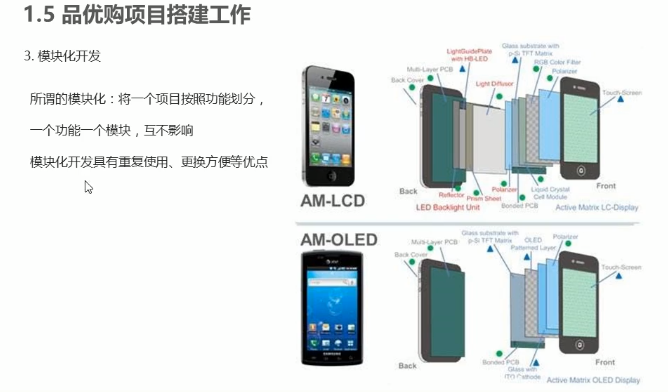 1.5 品优购项目搭建工作
3. 模块化开发
所谓的模块化：将一个项目按照功能划分，
一个功能一个模块，互不影响
模块化开发具有重复使用、更换方便等优点
Glass substrate with
p-Si TFT Matrix
LightGuidePlate
with HB-LED
RGB Color Filter
Polarizer
Multi-Layer PCB
Back Cover
Light Diffusor
Touch-Screen
Reflector
Prism Sheet
Polarizer
Bonded PCB
Liquid Crystal
Cell Module
Back
Front
AM-LCD
LED Backlight Unit
Active Matrix LC-Display
AM-OLED
Glass substrate with
p-Si TFT Matrix
OLED
Patterned Layer
Polarizer
Multi-Layer PCB
Back Cover
Touch-Screen
Back
Front
Bonded PCB
Glass with
ITO Cathode
Active Matrix OLED Display
SAMSUNG